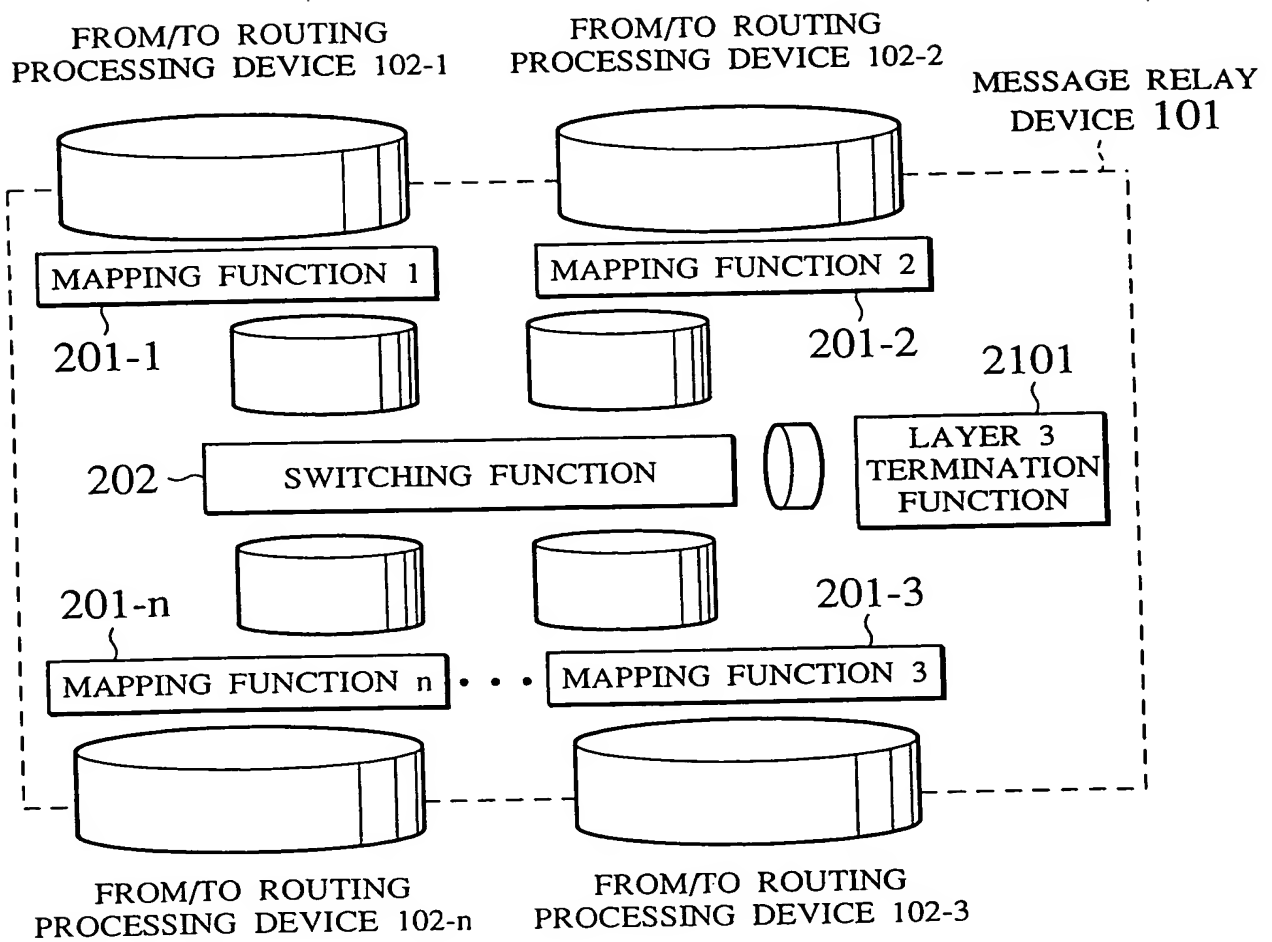 FROM/TO ROUTING
PROCESSING DEVICE 102-1
FROM/TO ROUTING
PROCESSING DEVICE 102-2
MESSAGE RELAY
DEVICE 101
MAPPING FUNCTION 1
MAPPING FUNCTION 2
201-1
201-2
2101
202
SWITCHING FUNCTION
LAYER 3
TERMINATION
FUNCTION
201-n
201-3
MAPPING FUNCTION n
• • •
MAPPING FUNCTION 3
FROM/TO ROUTING
PROCESSING DEVICE 102-n
FROM/TO ROUTING
PROCESSING DEVICE 102-3